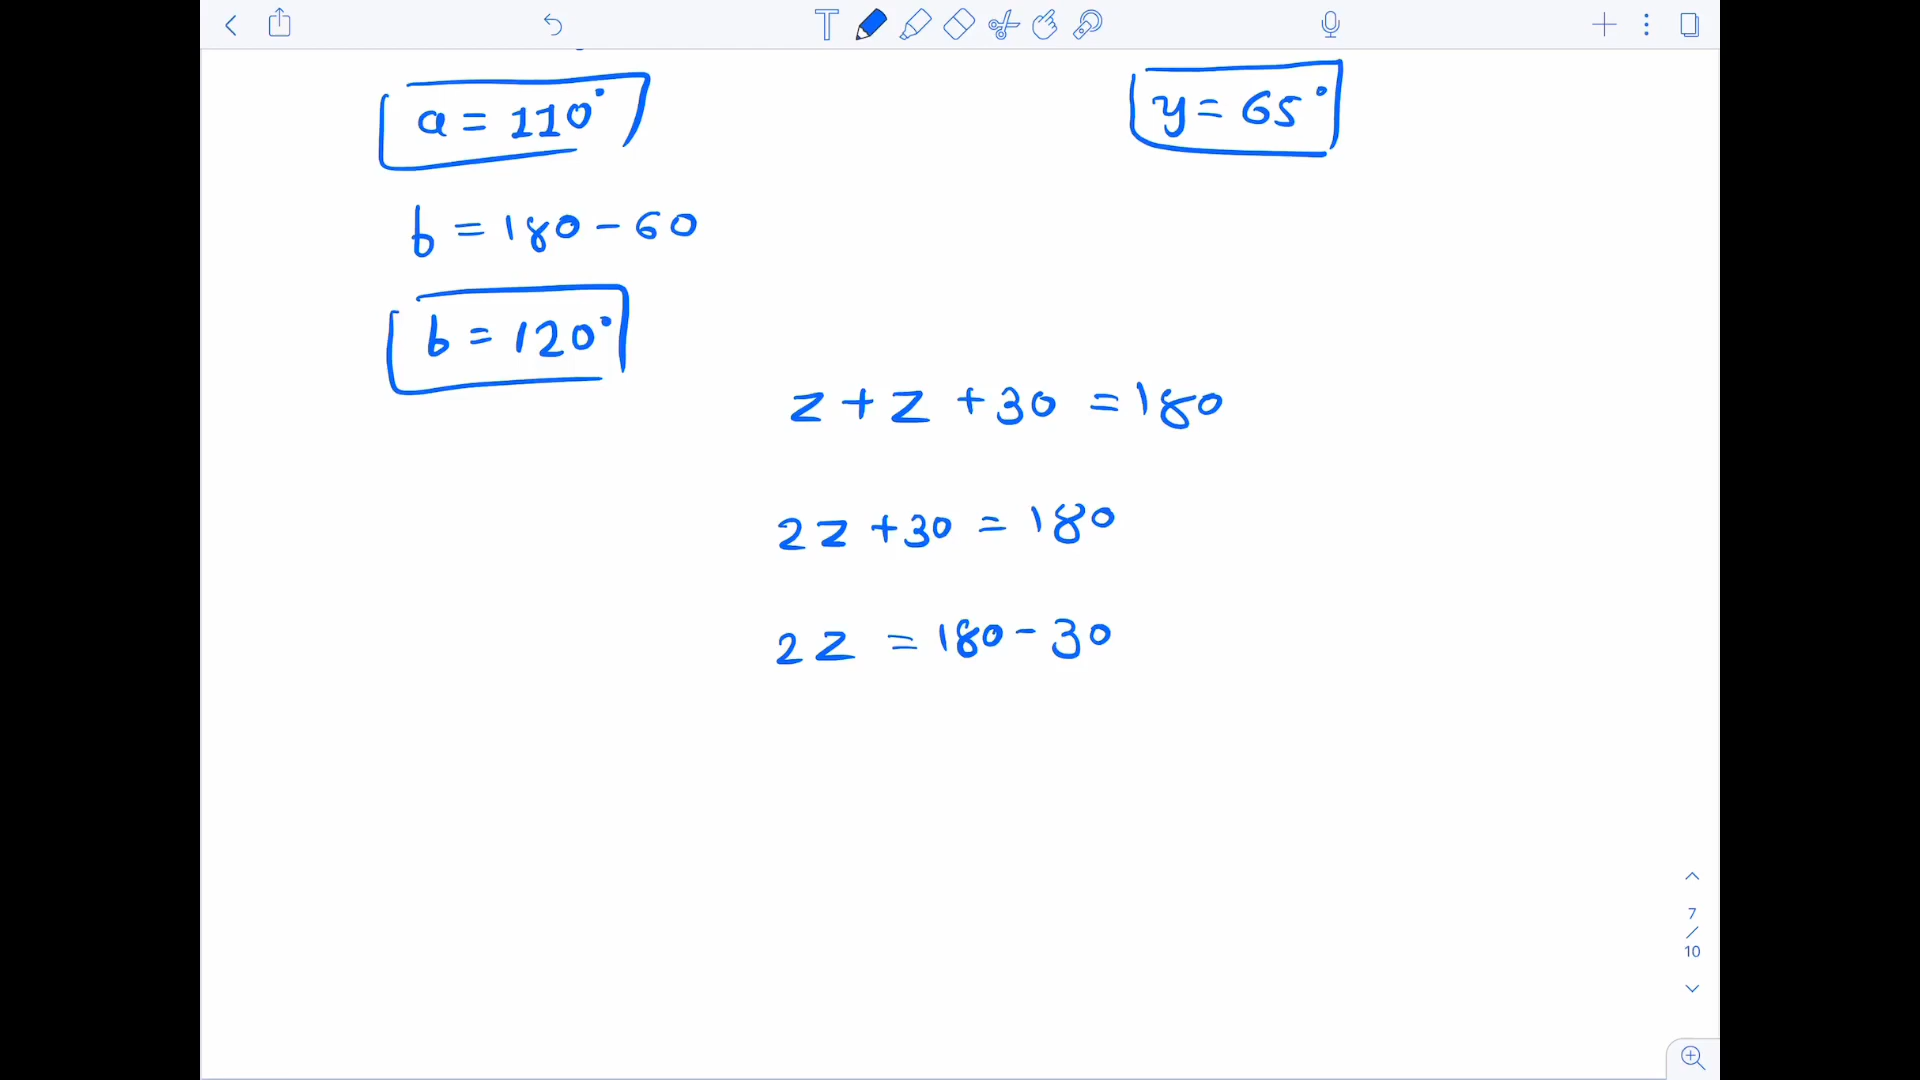 a = 110°
y = 65°
b = 180 - 60
b = 120°
z + z + 30 = 180
2z + 30 = 180
2z = 180 - 30
7
/
10